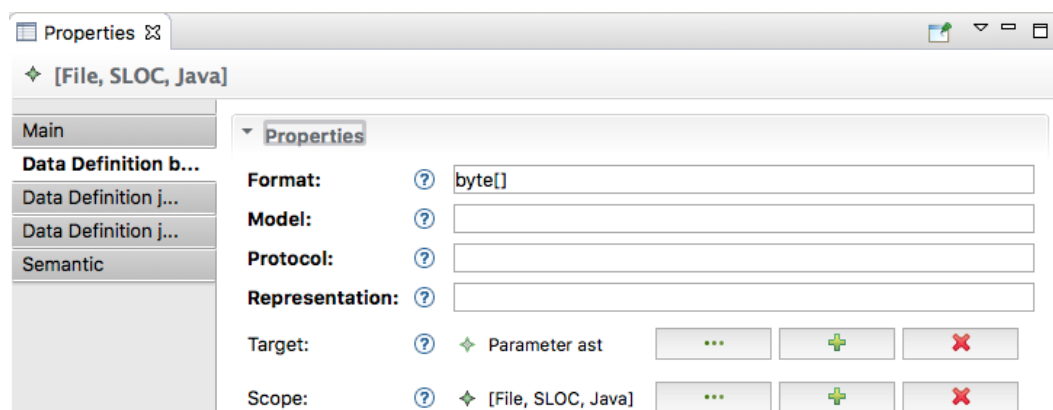 Properties
[File, SLOC, Java]
Main
Data Definition b...
Data Definition j...
Data Definition j...
Semantic
Properties
Format: byte[]
Model:
Protocol:
Representation:
Target: Parameter ast
Scope: [File, SLOC, Java]